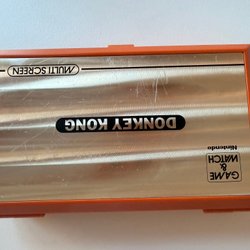 GAME
&
WATCH
Nintendo
DONKEY KONG
MULTI SCREEN